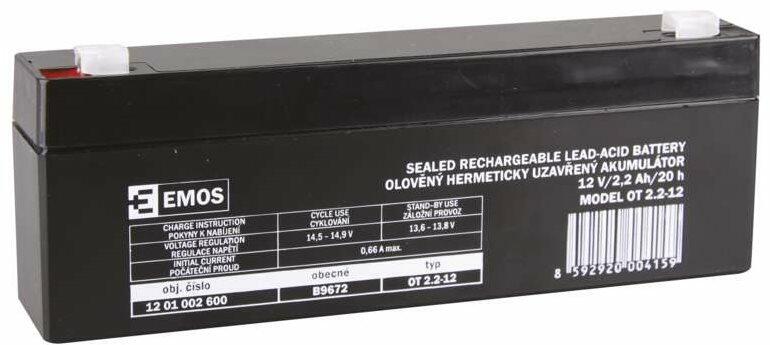 SEALED RECHARGEABLE LEAD-ACID BATTERY
OLOVĚNÝ HERMETICKY UZAVŘENÝ AKUMULÁTOR
12 V/2,2 Ah/20 h
MODEL OT 2.2-12
EMOS
CHARGE INSTRUCTION
POKYNY K NABÍJENÍ
CYCLE USE
CYKLOVÁNÍ
STAND-BY USE
ZÁLOŽNÍ PROVOZ
VOLTAGE REGULATION
REGULACE NAPĚTÍ
14,5 – 14,9 V
13,6 – 13,8 V
INITIAL CURRENT
POČÁTEČNÍ PROUD
0,66 A max.
obj. číslo
obecné
typ
12 01 002 600
B9672
OT 2.2-12
8 592920 004159